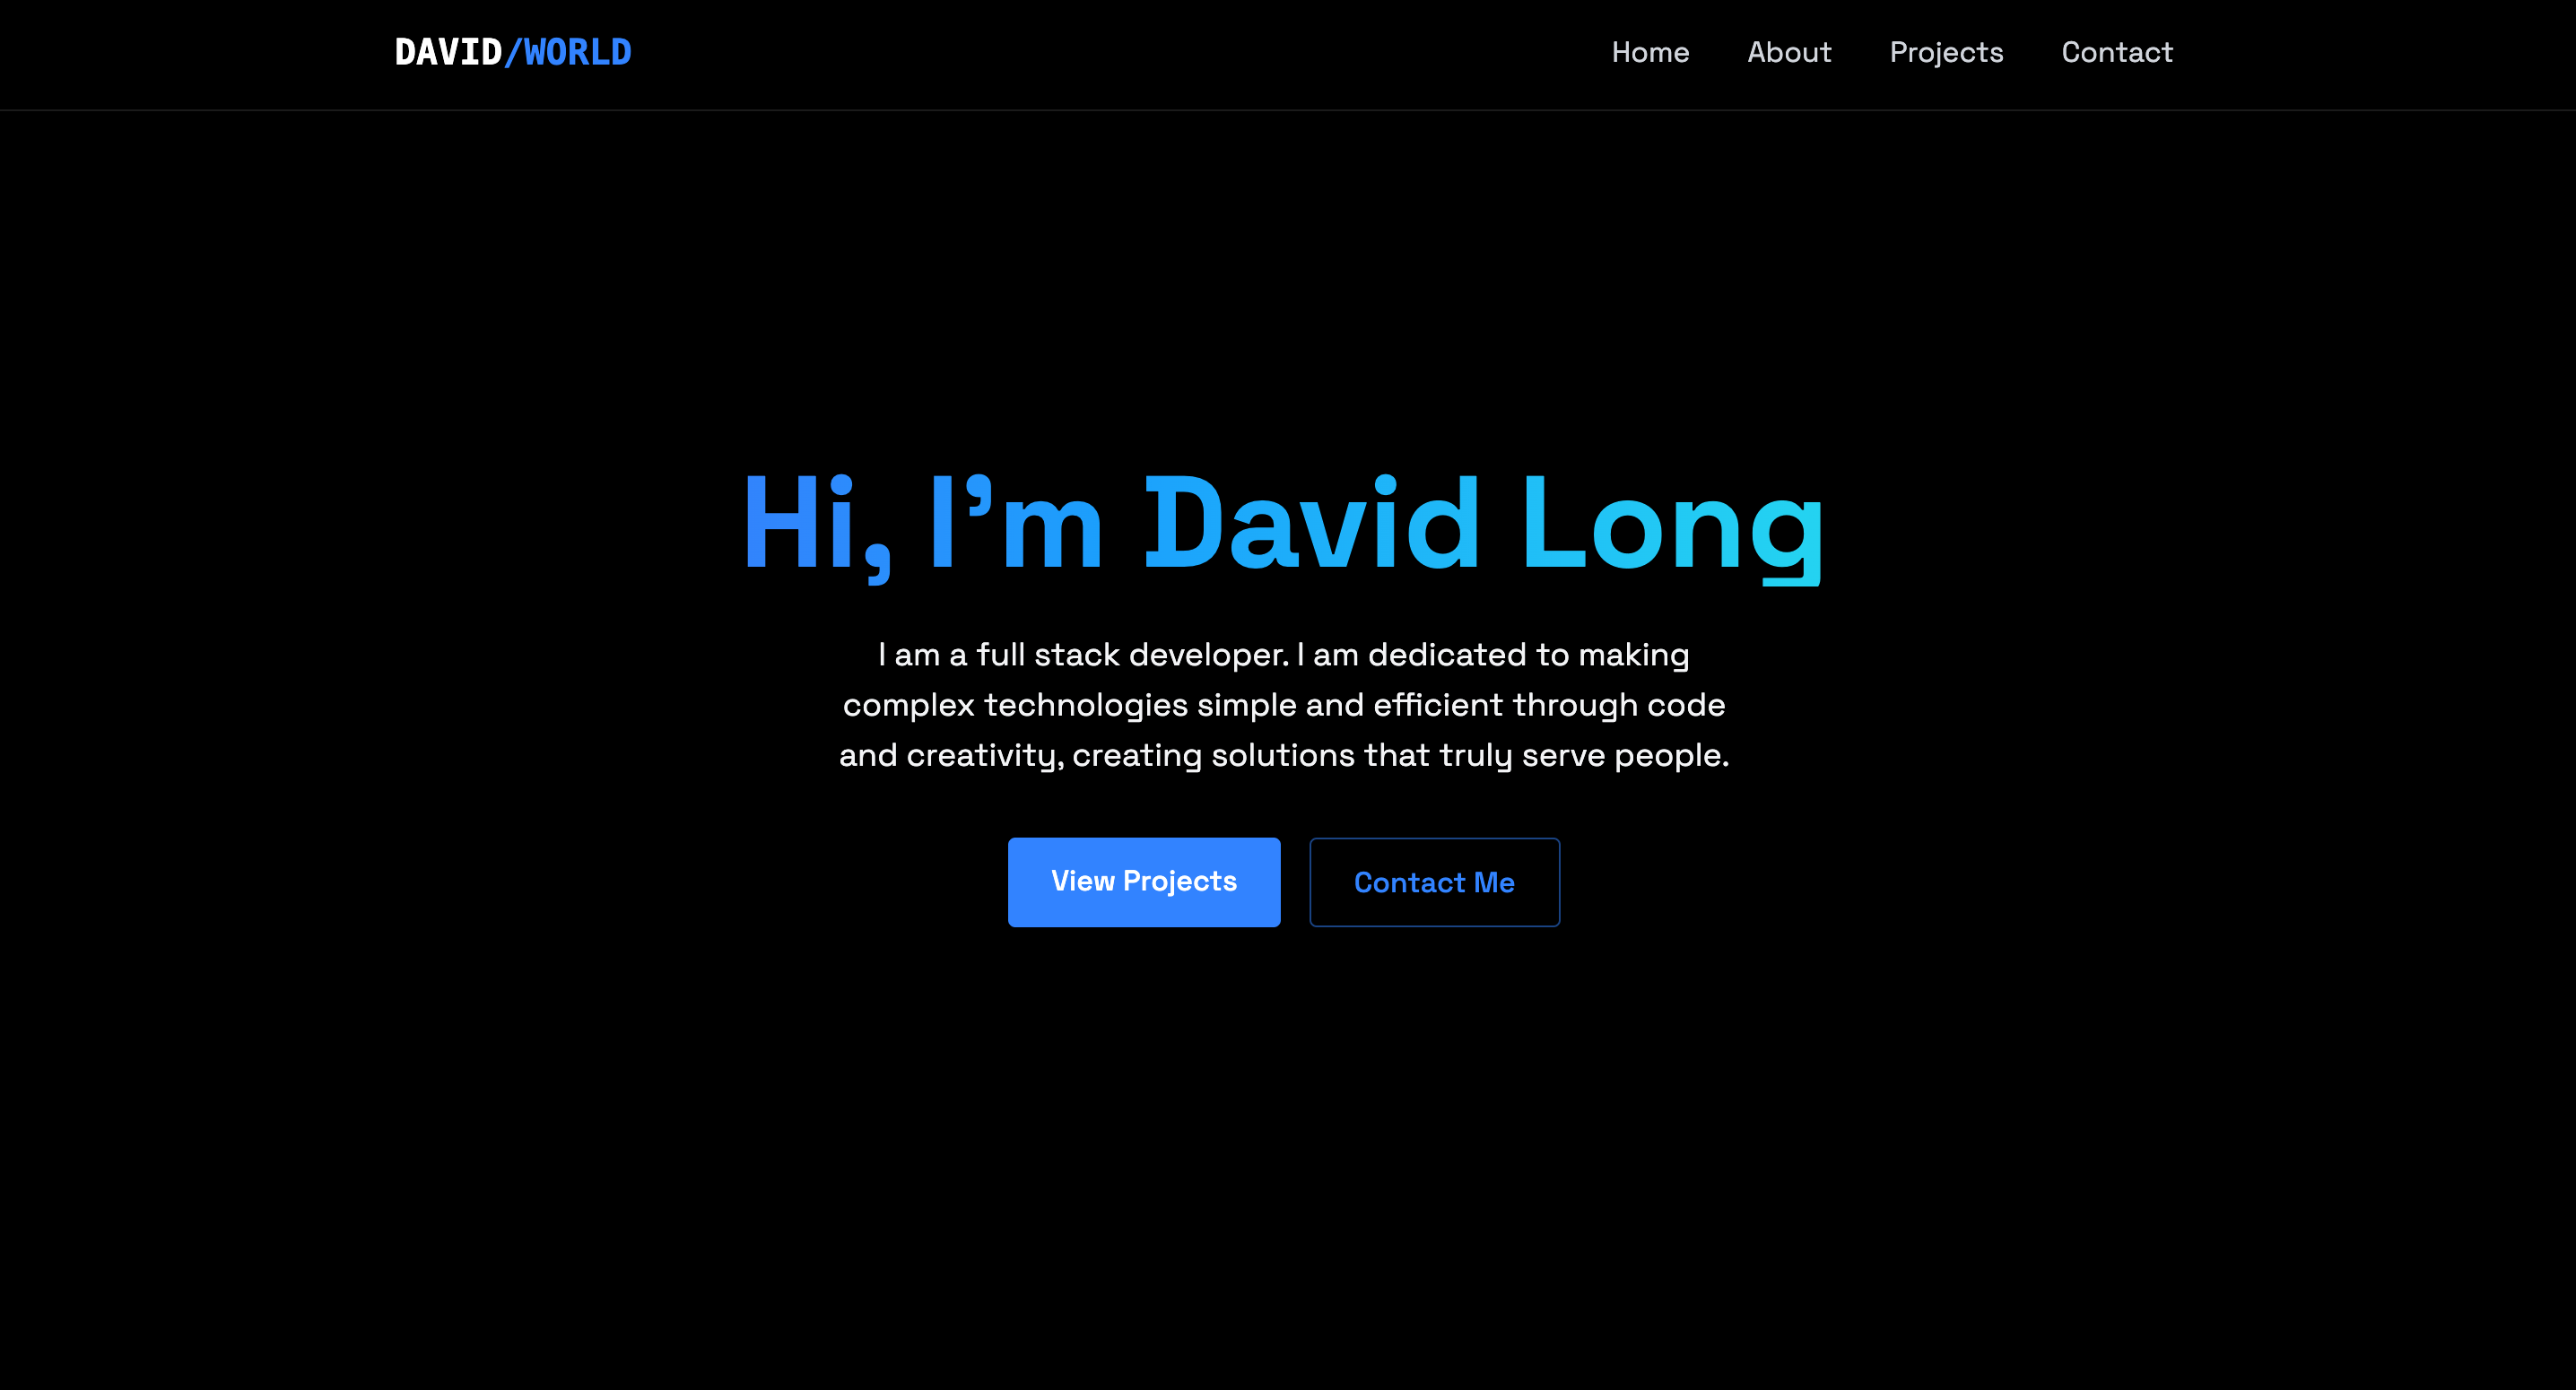 DAVID/WORLD
Home About Projects Contact
Hi, I’m David Long
I am a full stack developer. I am dedicated to making
complex technologies simple and efficient through code
and creativity, creating solutions that truly serve people.
View Projects
Contact Me